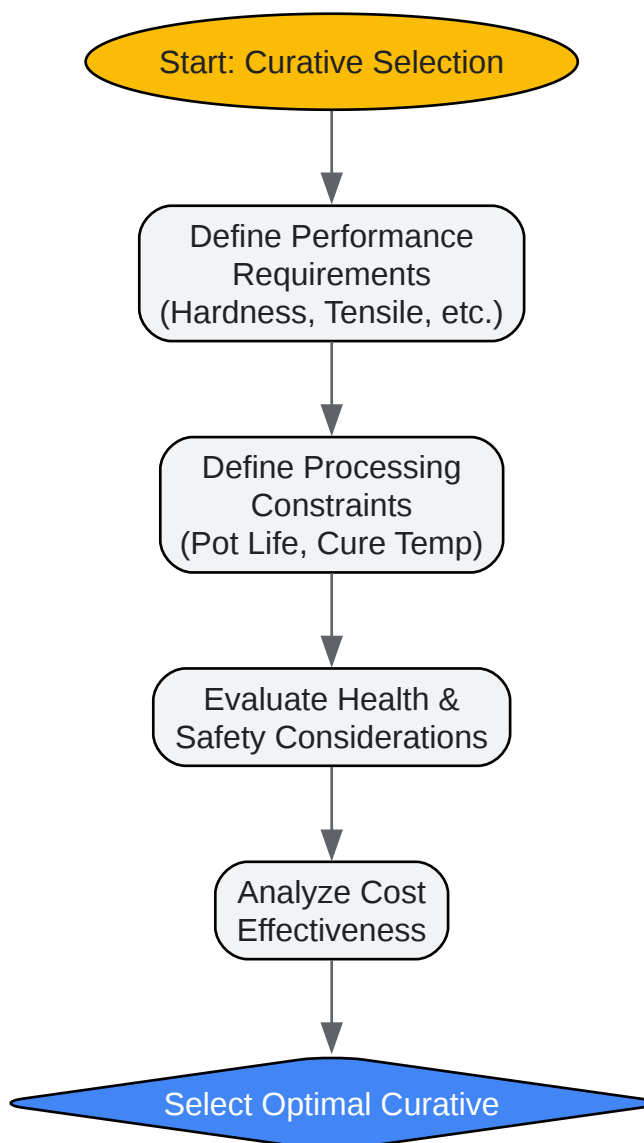 Start: Curative Selection
Define Performance
Requirements
(Hardness, Tensile, etc.)
Define Processing
Constraints
(Pot Life, Cure Temp)
Evaluate Health &
Safety Considerations
Analyze Cost
Effectiveness
Select Optimal Curative